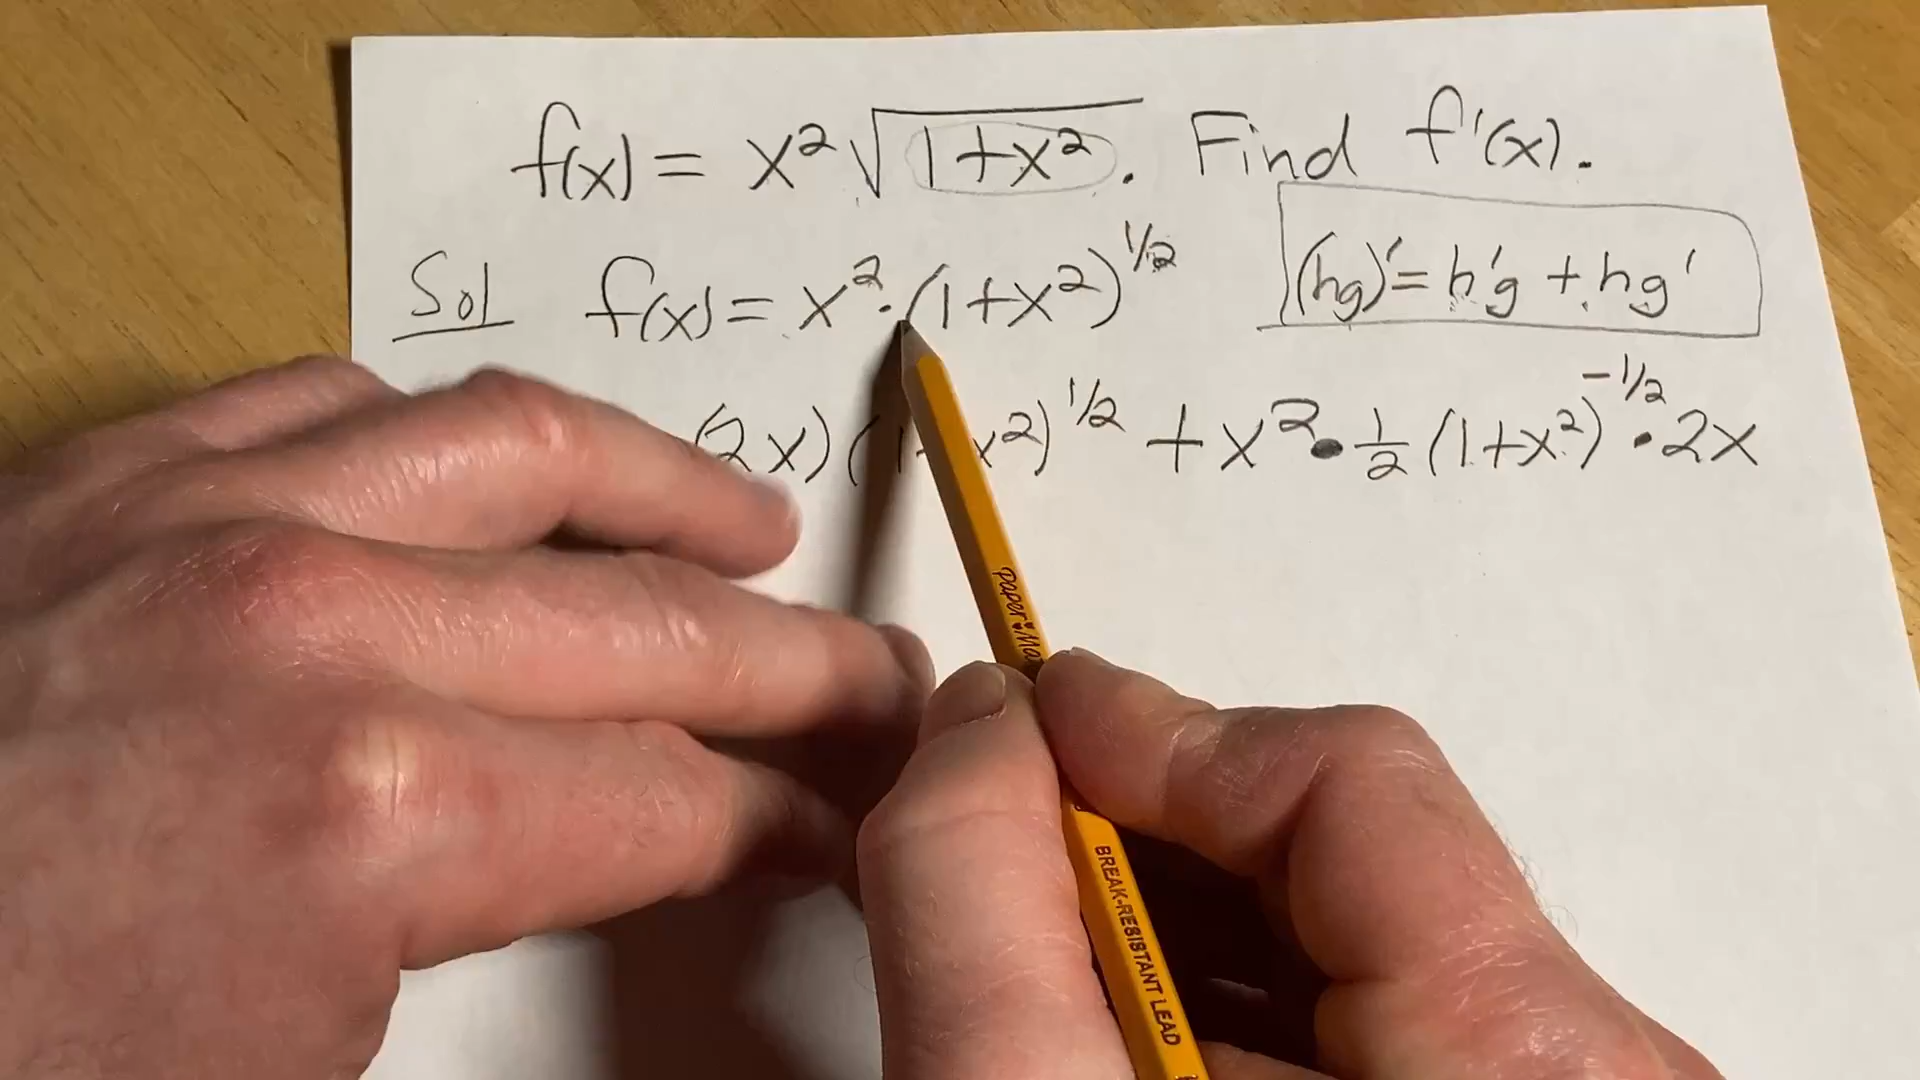 f(x) = x²√(1+x²). Find f'(x).
Sol f(x) = x²·(1+x²)^1/2
(hg)' = h'g + hg'
(2x)(1+x²)^1/2 + x²·1/2(1+x²)^-1/2·2x
Paper Ma
BREAK-RESISTANT LEAD